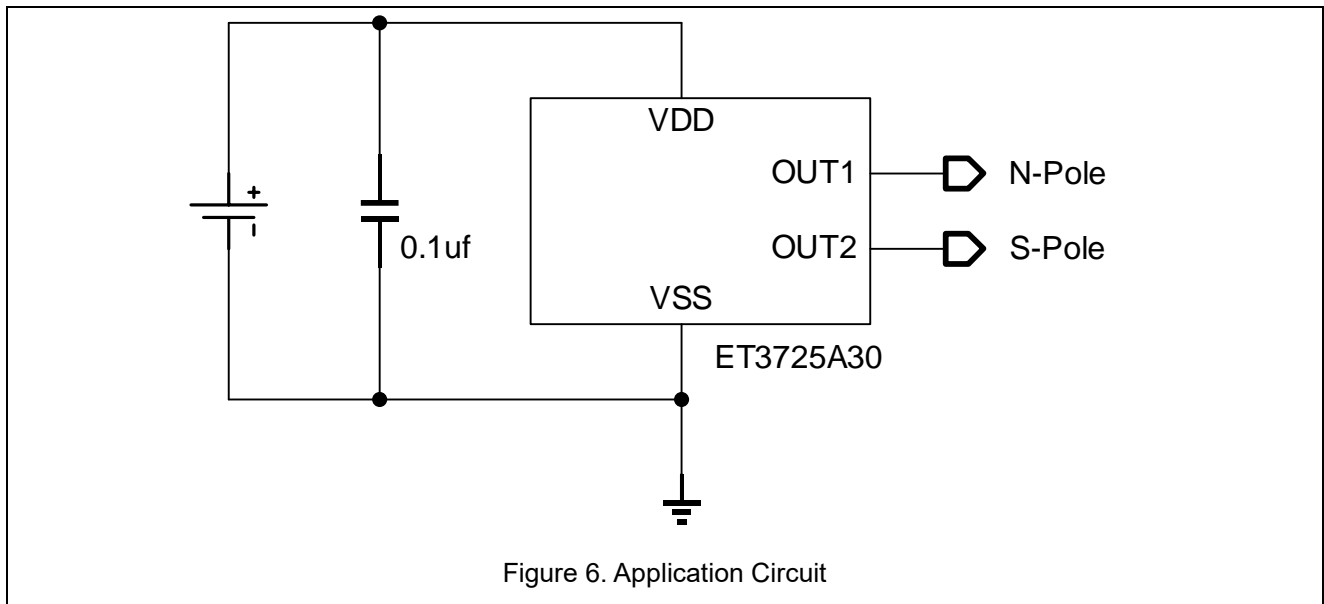 VDD
OUT1
N-Pole
+
0.1uf
OUT2
S-Pole
VSS
ET3725A30
Figure 6. Application Circuit